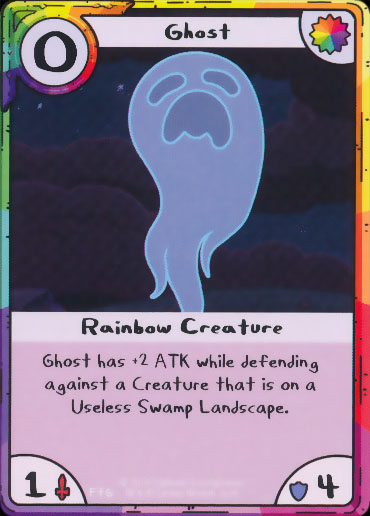 0
Ghost
Rainbow Creature
Ghost has +2 ATK while defending
against a Creature that is on a
Useless Swamp Landscape.
1
4